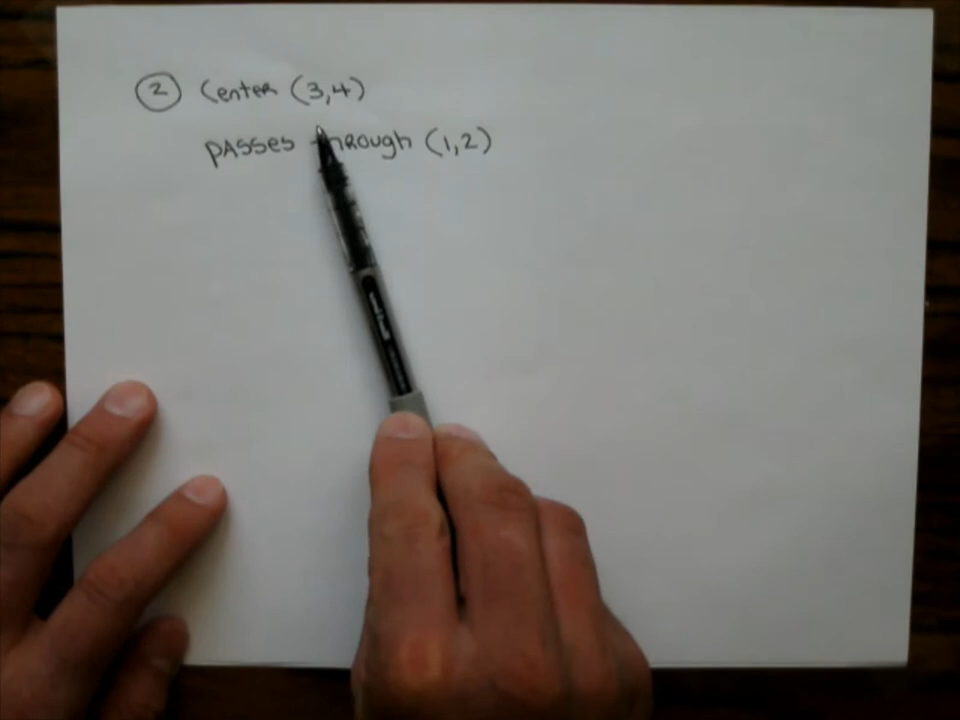 ② Center (3,4)
pASSes through (1,2)